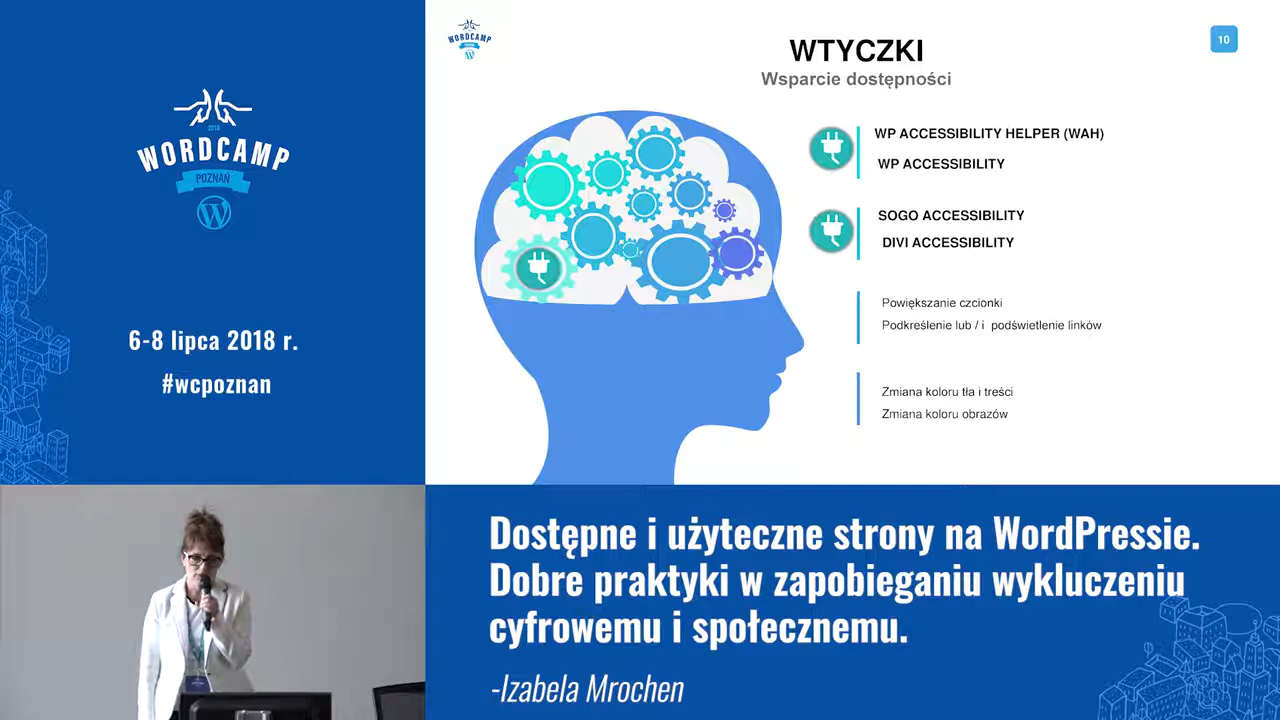 2018
WORDCAMP
POZNAŃ
6-8 lipca 2018 r.
#wcpoznan
WORDCAMP
WTYCZKI
Wsparcie dostępności
10
WP ACCESSIBILITY HELPER (WAH)
WP ACCESSIBILITY
SOGO ACCESSIBILITY
DIVI ACCESSIBILITY
Powiększanie czcionki
Podkreślenie lub / i podświetlenie linków
Zmiana koloru tła i treści
Zmiana koloru obrazów
Dostępne i użyteczne strony na WordPressie.
Dobre praktyki w zapobieganiu wykluczeniu
cyfrowemu i społecznemu.
-Izabela Mrochen